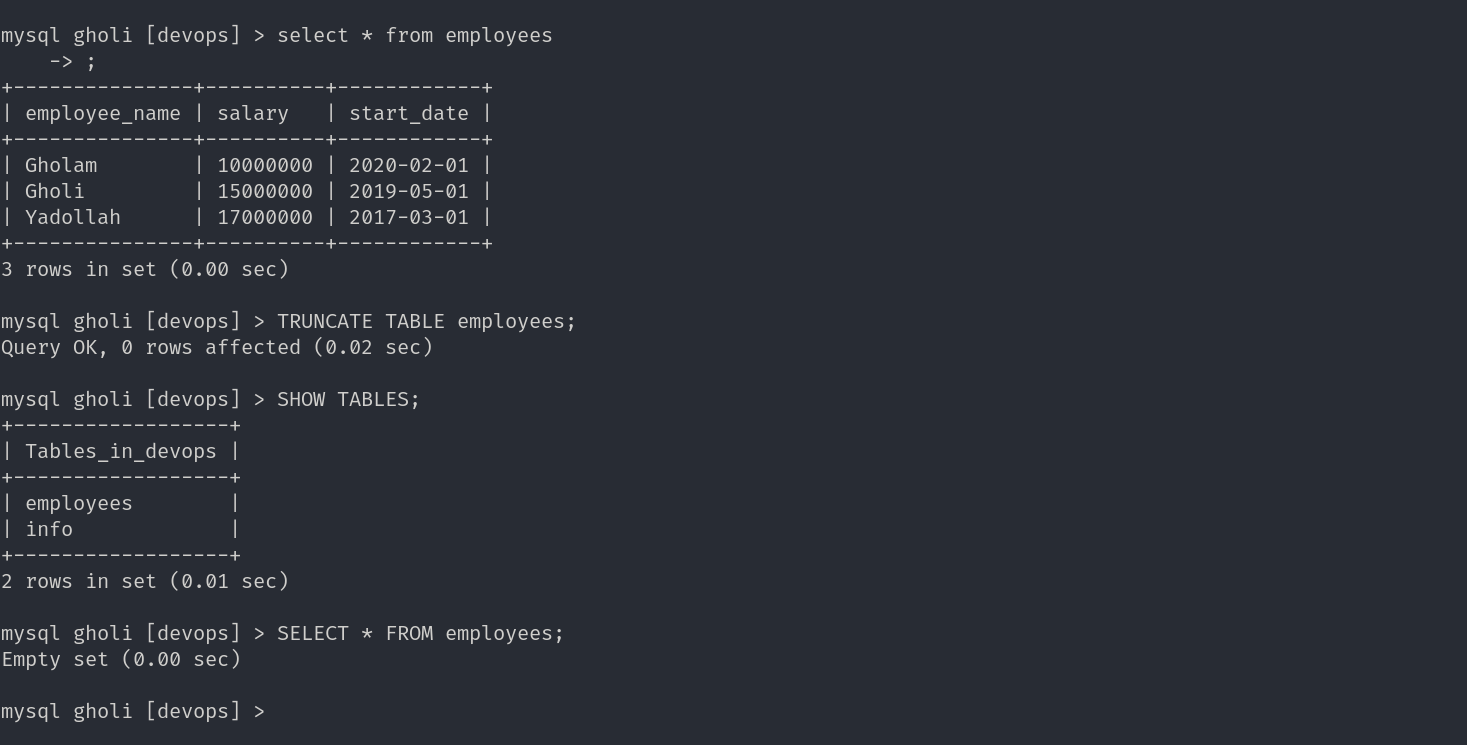 mysql gholi [devops] > select * from employees
    -> ;
+---------------+----------+------------+
| employee_name | salary   | start_date |
+---------------+----------+------------+
| Gholam        | 10000000 | 2020-02-01 |
| Gholi         | 15000000 | 2019-05-01 |
| Yadollah      | 17000000 | 2017-03-01 |
+---------------+----------+------------+
3 rows in set (0.00 sec)

mysql gholi [devops] > TRUNCATE TABLE employees;
Query OK, 0 rows affected (0.02 sec)

mysql gholi [devops] > SHOW TABLES;
+------------------+
| Tables_in_devops |
+------------------+
| employees        |
| info             |
+------------------+
2 rows in set (0.01 sec)

mysql gholi [devops] > SELECT * FROM employees;
Empty set (0.00 sec)

mysql gholi [devops] >